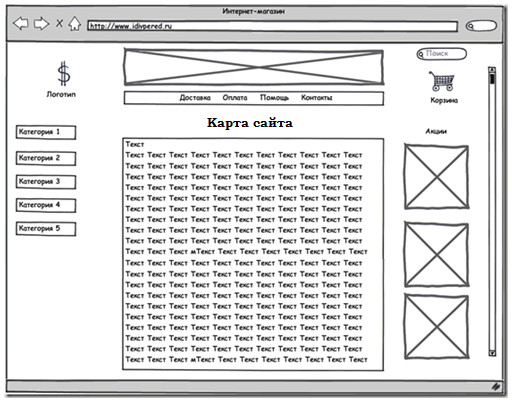 Интернет-магазин
X
http://www.idivpered.ru
Поиск
Логотип
Корзина
Доставка Оплата Помощь Контакты
Карта сайта
Акции
Категория 1
Категория 2
Категория 3
Категория 4
Категория 5
Текст
Текст Текст Текст Текст Текст Текст Текст Текст Текст Текст Текст
Текст Текст Текст Текст Текст Текст Текст Текст Текст Текст Текст
Текст Текст Текст Текст Текст Текст Текст Текст Текст Текст Текст
Текст Текст Текст Текст Текст Текст Текст Текст Текст Текст Текст
Текст Текст Текст Текст Текст Текст Текст Текст Текст Текст Текст
Текст Текст Текст Текст Текст Текст Текст Текст Текст Текст Текст
Текст Текст Текст Текст Текст Текст Текст Текст Текст Текст Текст
Текст Текст Текст Текст Текст Текст Текст Текст Текст Текст Текст
Текст Текст Текст Текст Текст Текст Текст Текст Текст Текст Текст
Текст Текст Текст мТекст Текст Текст Текст Текст Текст Текст Текст
Текст Текст Текст Текст Текст Текст Текст Текст Текст Текст Текст
Текст Текст Текст Текст Текст Текст Текст Текст Текст Текст Текст
Текст Текст Текст Текст Текст Текст Текст Текст Текст Текст Текст
Текст Текст Текст Текст Текст Текст Текст Текст Текст Текст Текст
Текст Текст Текст Текст Текст Текст Текст Текст Текст Текст Текст
Текст Текст Текст Текст Текст Текст Текст Текст Текст Текст Текст
Текст Текст Текст Текст Текст Текст Текст Текст Текст Текст Текст
Текст Текст Текст Текст Текст Текст Текст Текст Текст Текст Текст
Текст Текст Текст Текст Текст Текст Текст Текст Текст Текст Текст
Текст Текст Текст мТекст Текст Текст Текст Текст Текст Текст Текст